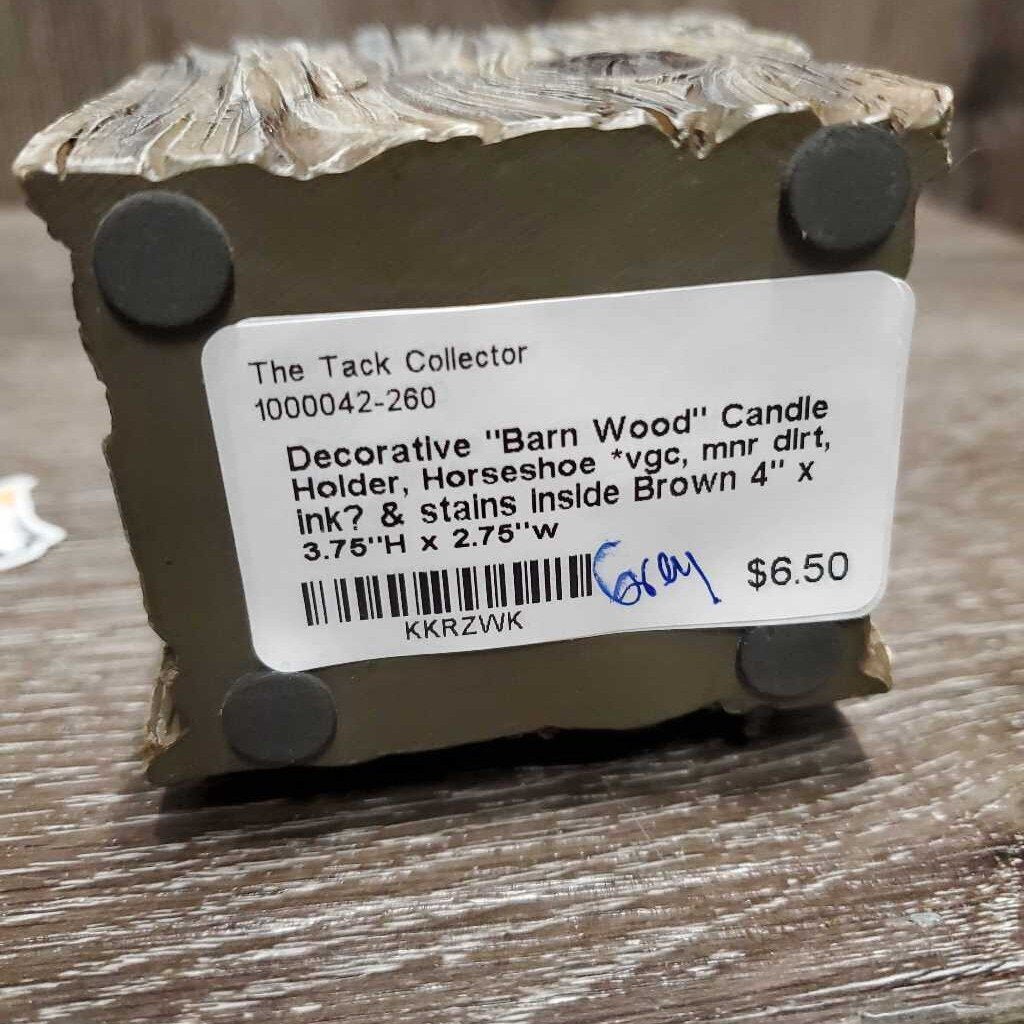 The Tack Collector
1000042-260
Decorative "Barn Wood" Candle
Holder, Horseshoe *vgc, mnr dirt,
ink? & stains inside Brown 4" x
3.75"H x 2.75"W
Grey
$6.50
KKRZWK